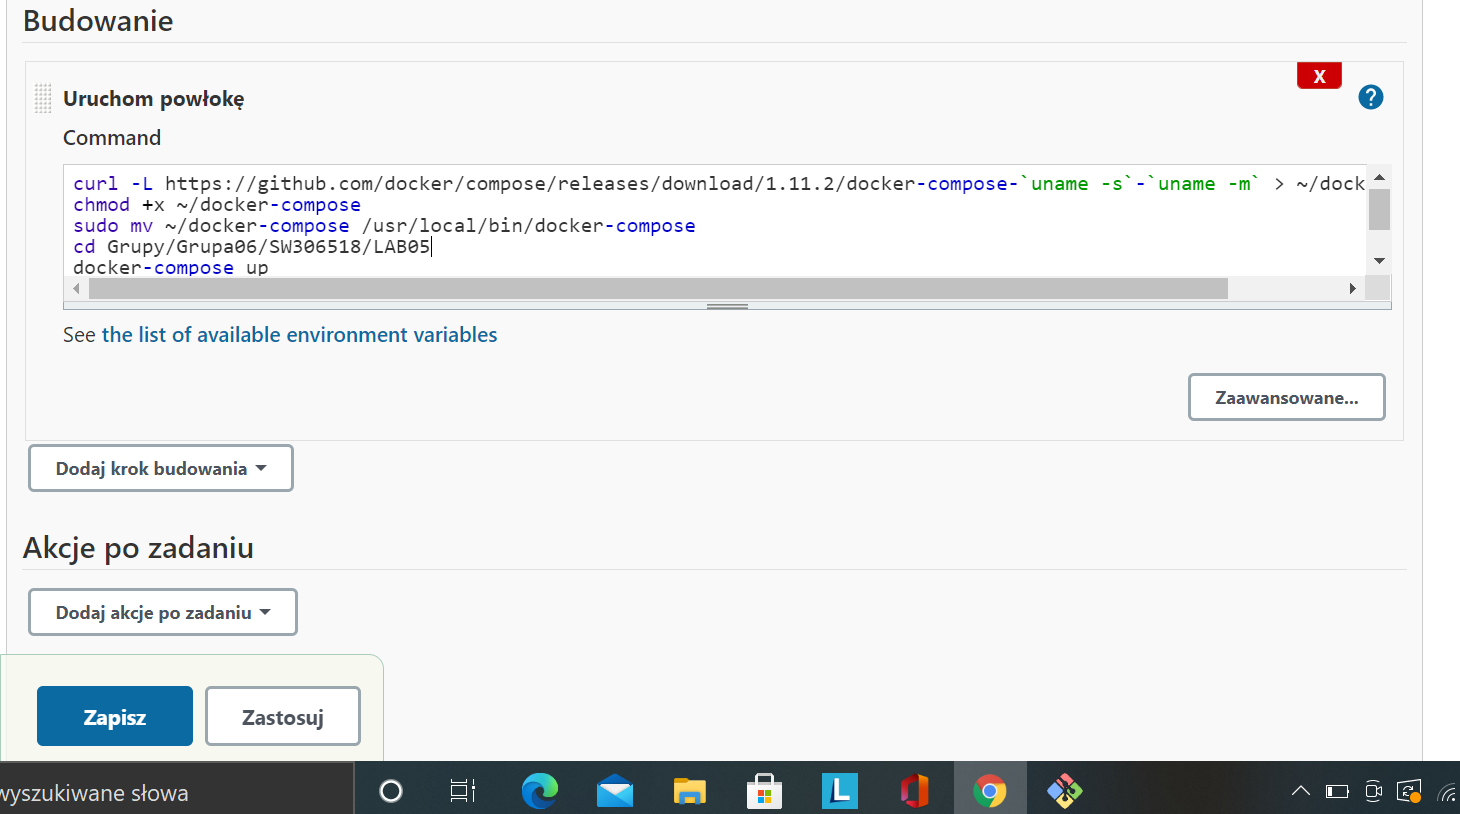 Budowanie
X
Uruchom powłokę
?
Command
curl -L https://github.com/docker/compose/releases/download/1.11.2/docker-compose-`uname -s`-`uname -m` > ~/dock
chmod +x ~/docker-compose
sudo mv ~/docker-compose /usr/local/bin/docker-compose
cd Grupy/Grupa06/SW306518/LAB05
docker-compose up
See the list of available environment variables
Zaawansowane...
Dodaj krok budowania
Akcje po zadaniu
Dodaj akcje po zadaniu
Zapisz
Zastosuj
wyszukiwane słowa
L